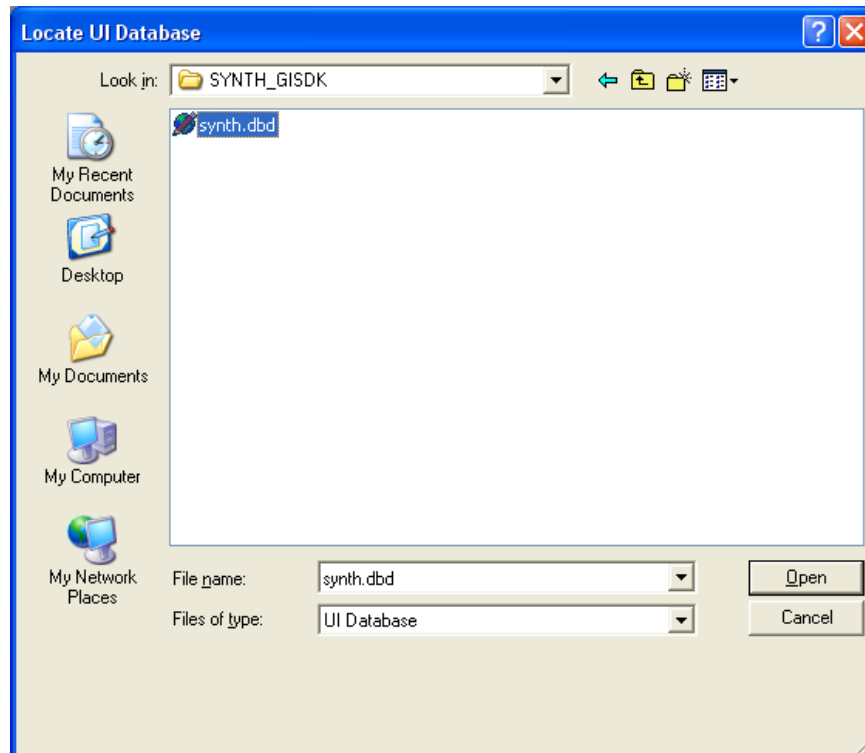 Locate UI Database
Look in: SYNTH_GISDK
synth.dbd
My Recent
Documents
Desktop
My Documents
My Computer
My Network
Places
File name: synth.dbd Open
Files of type: UI Database Cancel